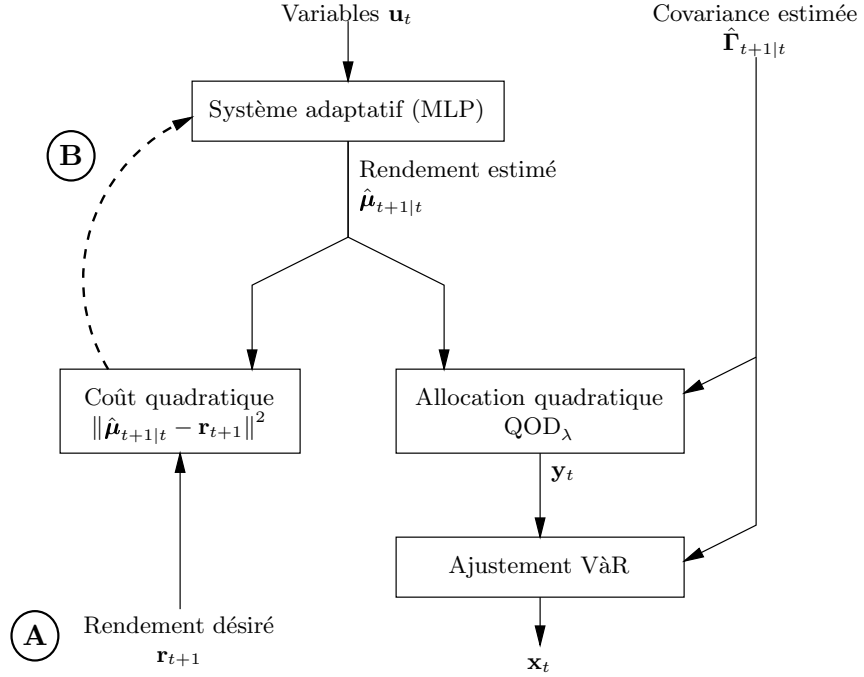 Variables u_t
Covariance estimée
Γ̂_{t+1|t}
Système adaptatif (MLP)
B
Rendement estimé
μ̂_{t+1|t}
Coût quadratique
‖μ̂_{t+1|t} − r_{t+1}‖²
Allocation quadratique
QOD_λ
y_t
Ajustement VàR
A
Rendement désiré
r_{t+1}
x_t